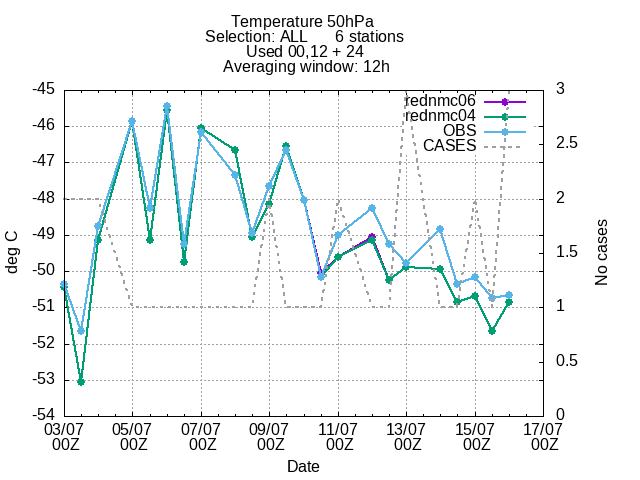 Temperature 50hPa
Selection: ALL 6 stations
Used 00,12 + 24
Averaging window: 12h
rednmc06
rednmc04
OBS
CASES
-45
-46
-47
-48
-49
-50
-51
-52
-53
-54
deg C
3
2.5
2
1.5
1
0.5
0
No cases
03/07 05/07 07/07 09/07 11/07 13/07 15/07 17/07
00Z 00Z 00Z 00Z 00Z 00Z 00Z 00Z
Date